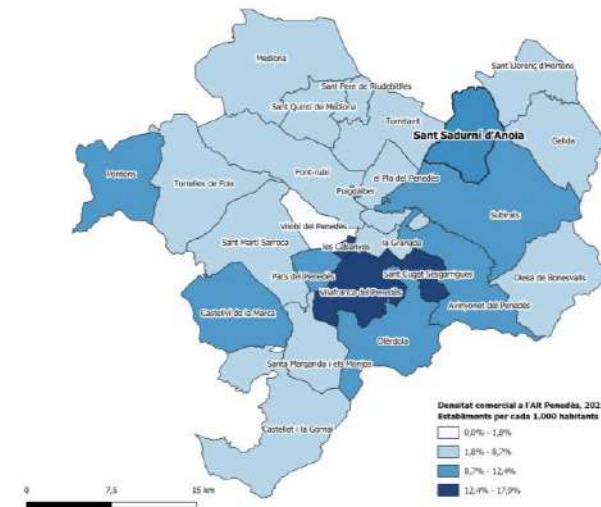 Mediona
Sant Llorenç d'Hortons
Sant Pere de Riudebitlles
Sant Quintí de Mediona
Torrelavit
Sant Sadurní d'Anoia
Gelida
Pontons
Torrelles de Foix
Font-rubí
el Pla del Penedès
Puigdàlber
Subirats
Vilobí del Penedès
Sant Martí Sarroca
les Cabanyes
la Granada
Pacs del Penedès
Sant Cugat Sesgarrigues
Olesa de Bonesvalls
Vilafranca del Penedès
Avinyonet del Penedès
Castellví de la Marca
Olèrdola
Santa Margarida i els Monjos
Castellet i la Gornal
Densitat comercial a l'Alt Penedès, 202
Establiments per cada 1.000 habitants
0,0% - 1,8%
1,8% - 8,7%
8,7% - 12,4%
12,4% - 17,9%
0 7,5 15 km